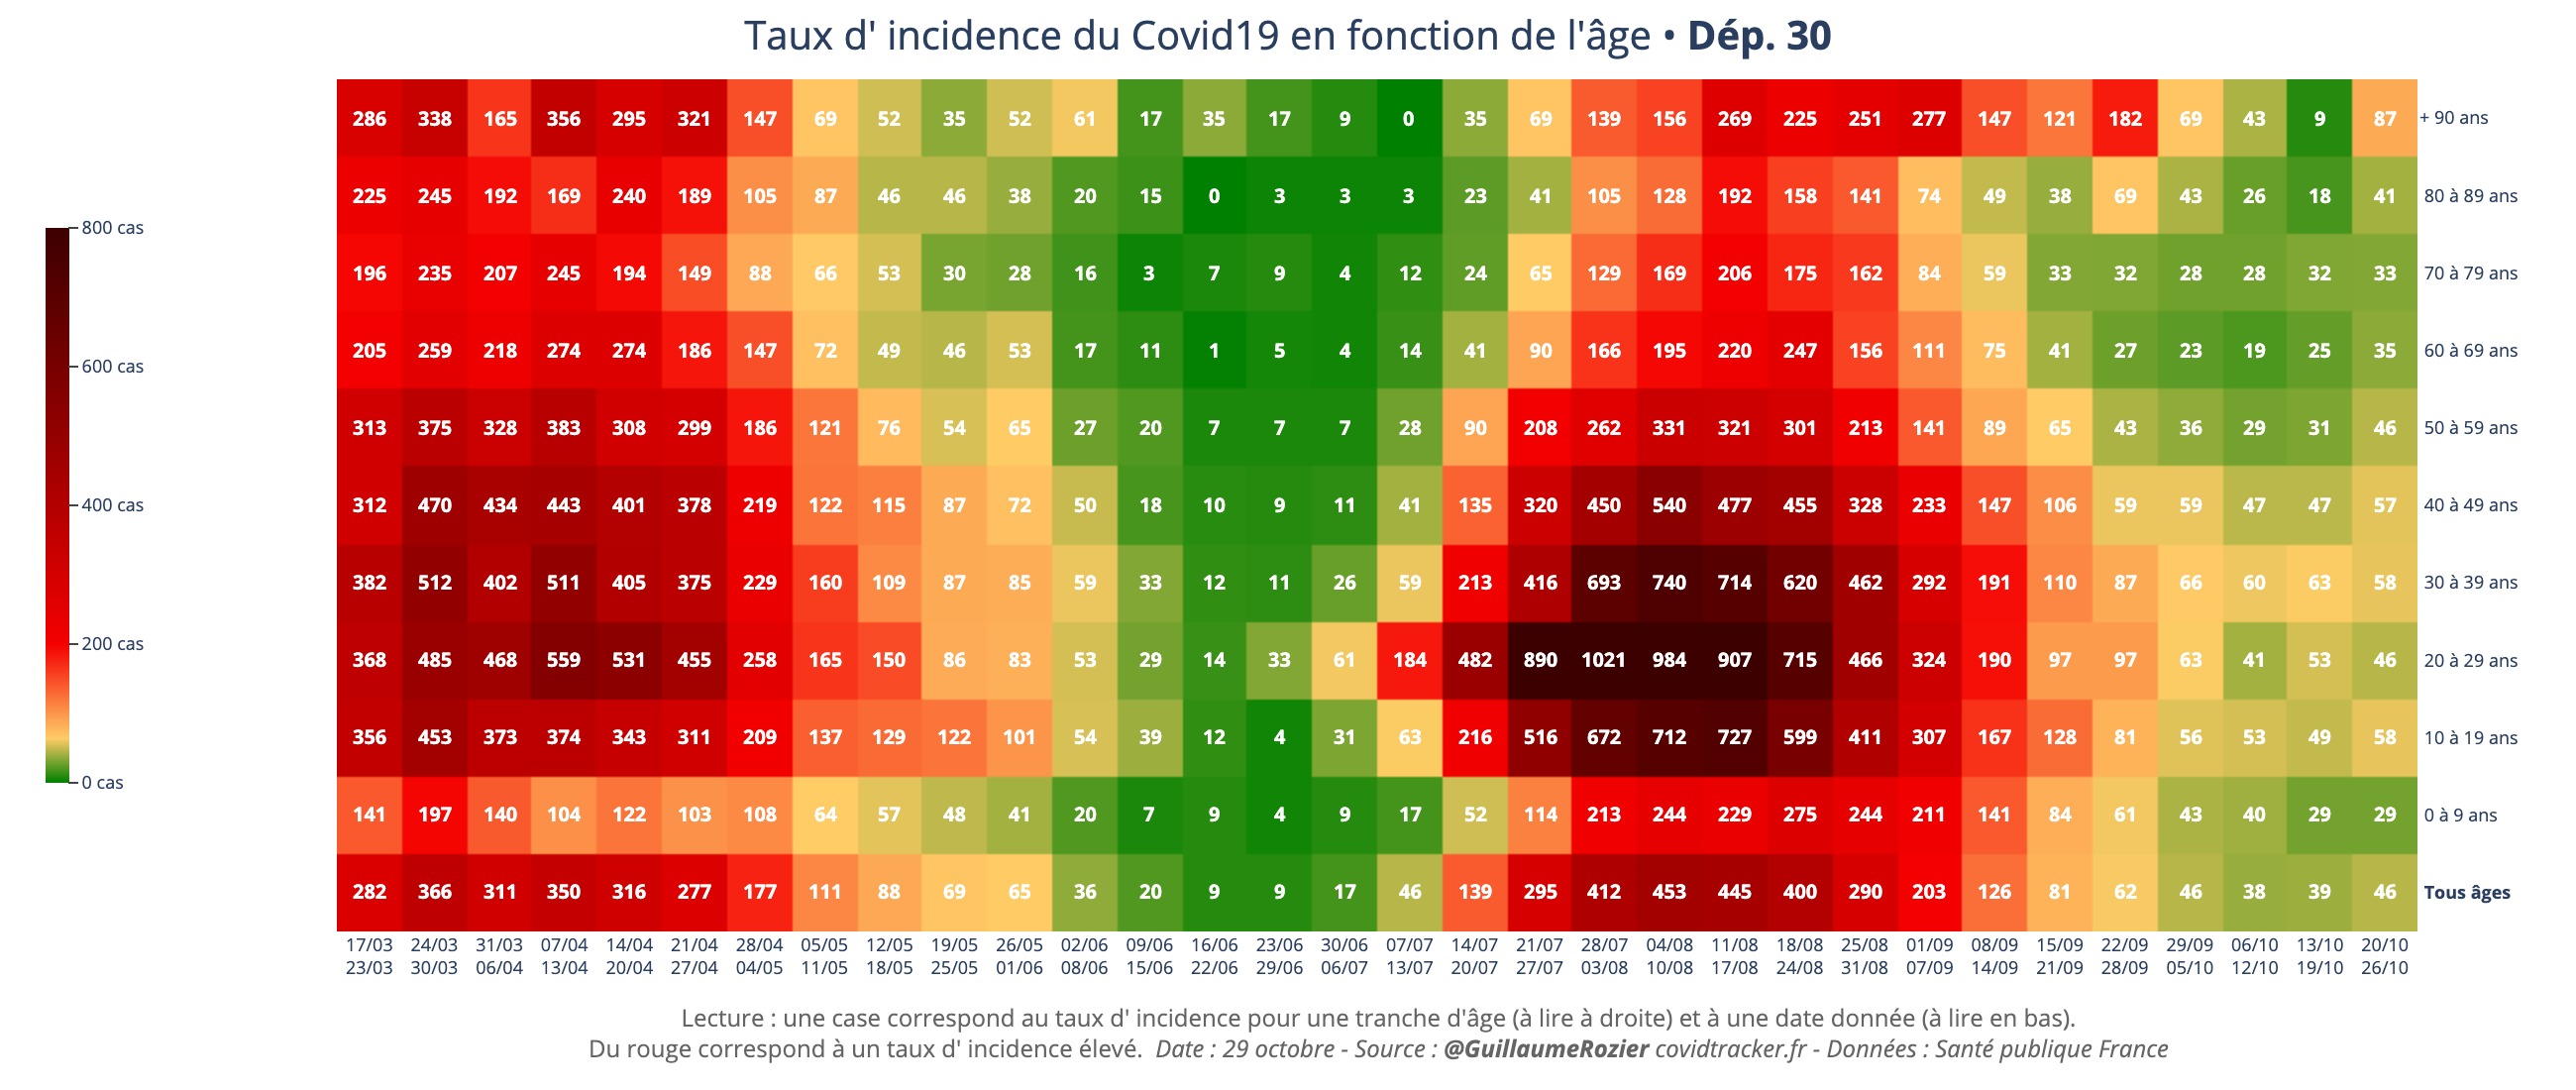 Taux d' incidence du Covid19 en fonction de l'âge • Dép. 30
286 338 165 356 295 321 147 69 52 35 52 61 17 35 17 9 0 35 69 139 156 269 225 251 277 147 121 182 69 43 9 87 + 90 ans
225 245 192 169 240 189 105 87 46 46 38 20 15 0 3 3 3 23 41 105 128 192 158 141 74 49 38 69 43 26 18 41 80 à 89 ans
800 cas
196 235 207 245 194 149 88 66 53 30 28 16 3 7 9 4 12 24 65 129 169 206 175 162 84 59 33 32 28 28 32 33 70 à 79 ans
205 259 218 274 274 186 147 72 49 46 53 17 11 1 5 4 14 41 90 166 195 220 247 156 111 75 41 27 23 19 25 35 60 à 69 ans
600 cas
313 375 328 383 308 299 186 121 76 54 65 27 20 7 7 7 28 90 208 262 331 321 301 213 141 89 65 43 36 29 31 46 50 à 59 ans
400 cas
312 470 434 443 401 378 219 122 115 87 72 50 18 10 9 11 41 135 320 450 540 477 455 328 233 147 106 59 59 47 47 57 40 à 49 ans
382 512 402 511 405 375 229 160 109 87 85 59 33 12 11 26 59 213 416 693 740 714 620 462 292 191 110 87 66 60 63 58 30 à 39 ans
200 cas
368 485 468 559 531 455 258 165 150 86 83 53 29 14 33 61 184 482 890 1021 984 907 715 466 324 190 97 97 63 41 53 46 20 à 29 ans
356 453 373 374 343 311 209 137 129 122 101 54 39 12 4 31 63 216 516 672 712 727 599 411 307 167 128 81 56 53 49 58 10 à 19 ans
0 cas
141 197 140 104 122 103 108 64 57 48 41 20 7 9 4 9 17 52 114 213 244 229 275 244 211 141 84 61 43 40 29 29 0 à 9 ans
282 366 311 350 316 277 177 111 88 69 65 36 20 9 9 17 46 139 295 412 453 445 400 290 203 126 81 62 46 38 39 46 Tous âges
17/03 24/03 31/03 07/04 14/04 21/04 28/04 05/05 12/05 19/05 26/05 02/06 09/06 16/06 23/06 30/06 07/07 14/07 21/07 28/07 04/08 11/08 18/08 25/08 01/09 08/09 15/09 22/09 29/09 06/10 13/10 20/10
23/03 30/03 06/04 13/04 20/04 27/04 04/05 11/05 18/05 25/05 01/06 08/06 15/06 22/06 29/06 06/07 13/07 20/07 27/07 03/08 10/08 17/08 24/08 31/08 07/09 14/09 21/09 28/09 05/10 12/10 19/10 26/10
Lecture : une case correspond au taux d' incidence pour une tranche d'âge (à lire à droite) et à une date donnée (à lire en bas).
Du rouge correspond à un taux d' incidence élevé. Date : 29 octobre - Source : @GuillaumeRozier covidtracker.fr - Données : Santé publique France